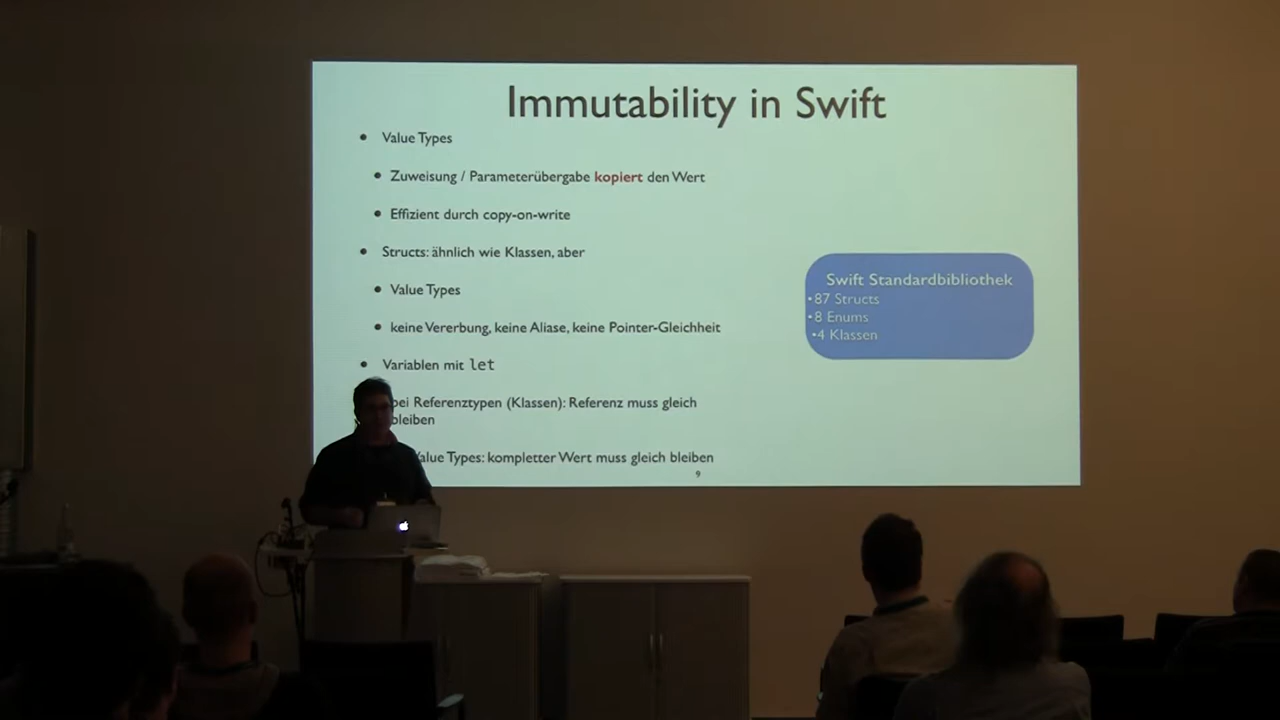 Immutability in Swift
• Value Types
• Zuweisung / Parameterübergabe kopiert den Wert
• Effizient durch copy-on-write
• Structs: ähnlich wie Klassen, aber
• Value Types
• keine Vererbung, keine Aliase, keine Pointer-Gleichheit
• Variablen mit let
bei Referenztypen (Klassen): Referenz muss gleich
bleiben
Value Types: kompletter Wert muss gleich bleiben
9
Swift Standardbibliothek
•87 Structs
•8 Enums
•4 Klassen